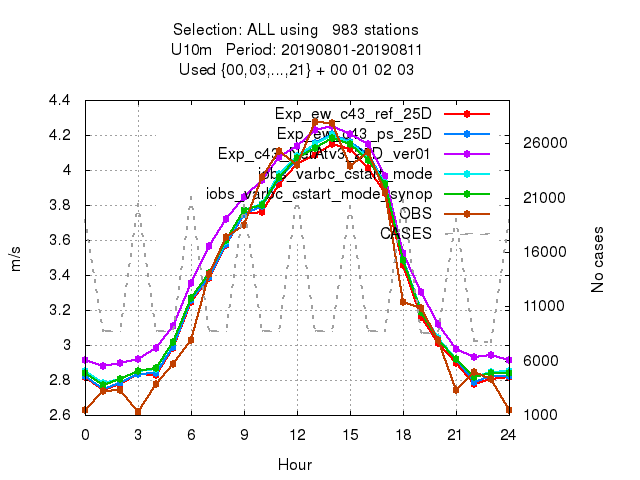 Selection: ALL using 983 stations
U10m Period: 20190801-20190811
Used {00,03,...,21} + 00 01 02 03
Exp_ew_c43_ref_25D
Exp_ew_c43_ps_25D
iobs_varbc_cstart_mode
iobs_varbc_cstart_mode_synop
OBS
CASES
4.4
4.2
4
3.8
3.6
3.4
3.2
3
2.8
2.6
m/s
26000
21000
16000
11000
6000
1000
No cases
0 3 6 9 12 15 18 21 24
Hour